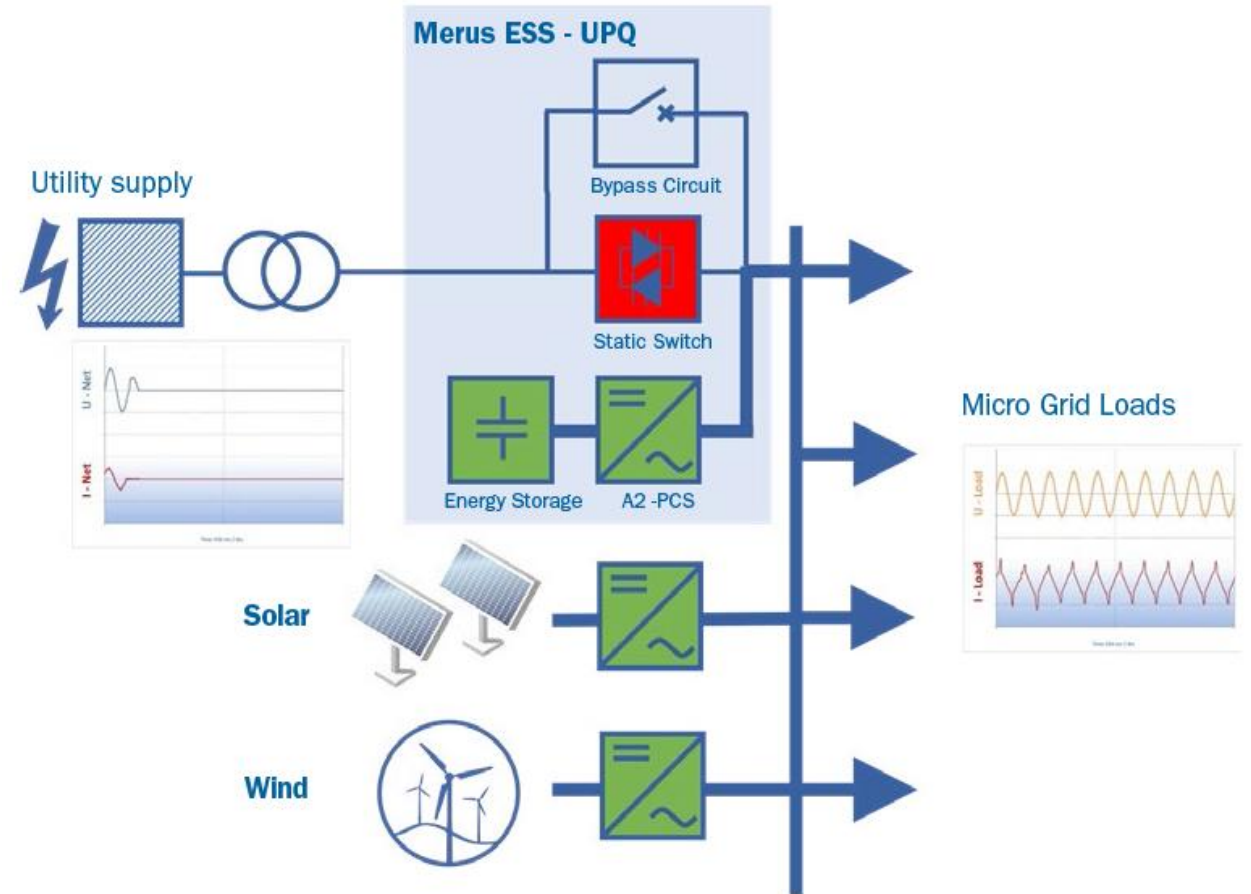 Merus ESS - UPQ
Bypass Circuit
Utility supply
Static Switch
U - Net
I - Net
Energy Storage
A2 -PCS
Micro Grid Loads
U - Load
I - Load
Solar
Wind